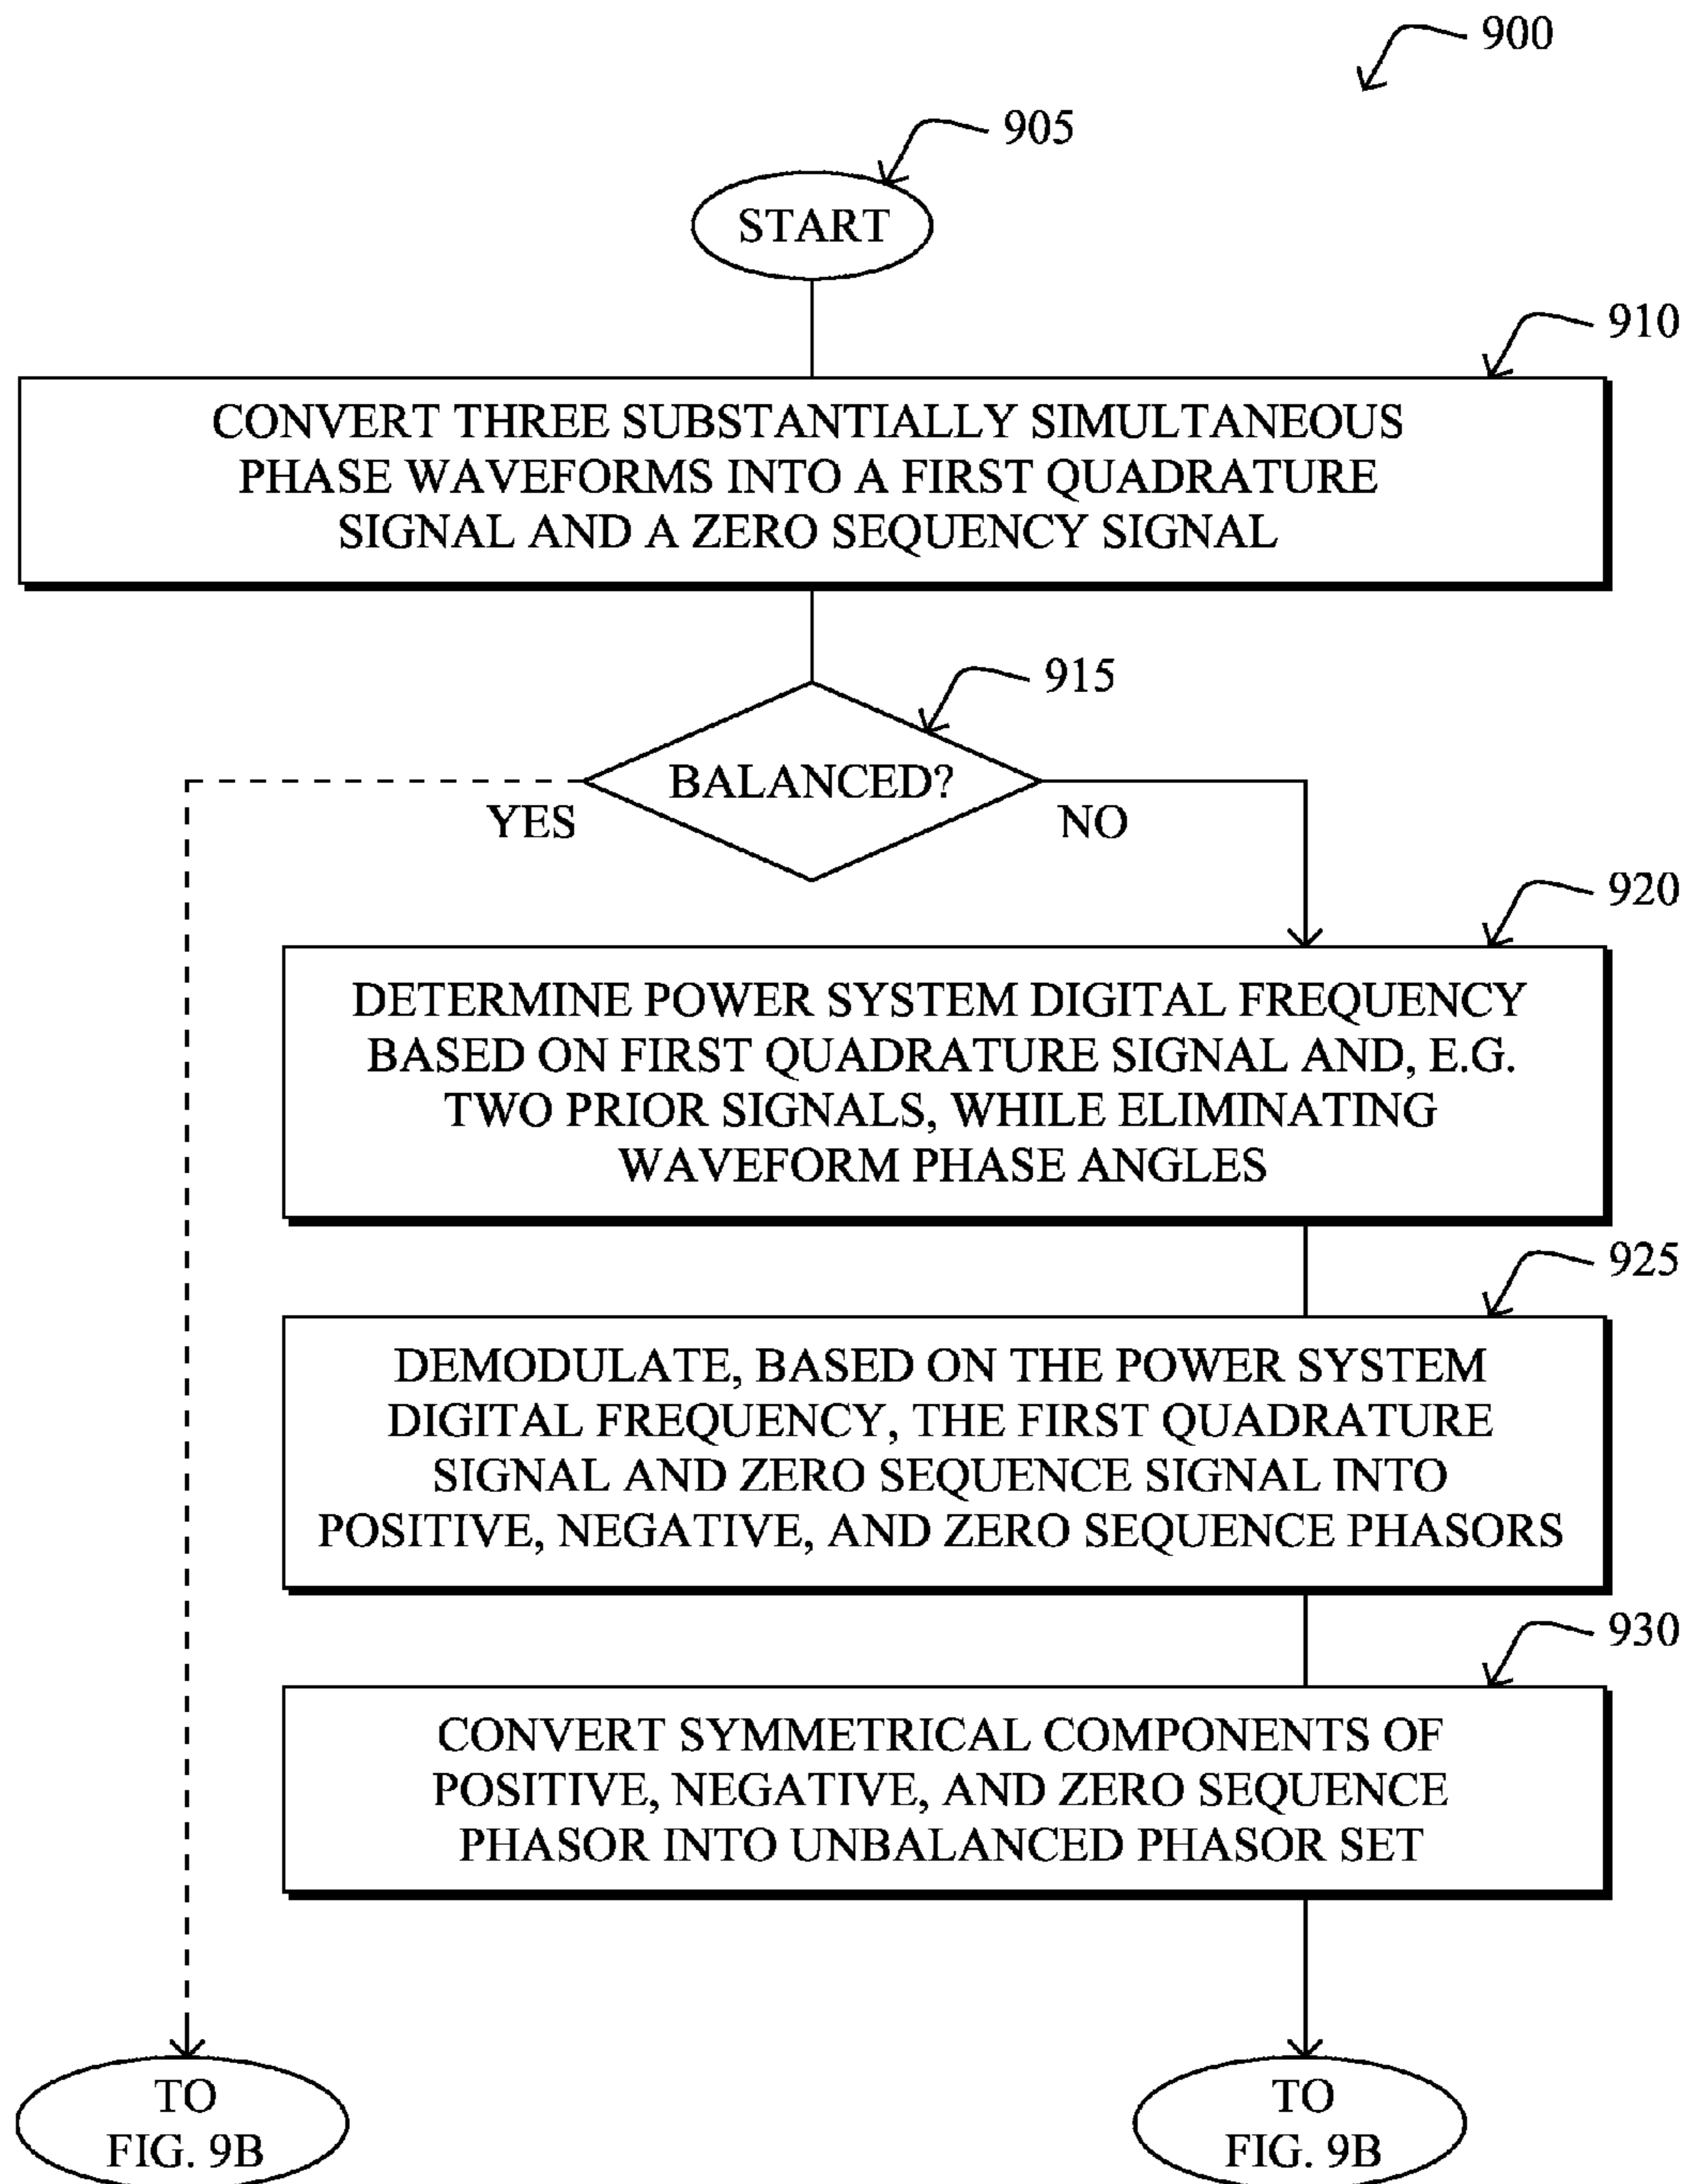 900
905
START
910
CONVERT THREE SUBSTANTIALLY SIMULTANEOUS
PHASE WAVEFORMS INTO A FIRST QUADRATURE
SIGNAL AND A ZERO SEQUENCY SIGNAL
915
BALANCED?
YES
NO
920
DETERMINE POWER SYSTEM DIGITAL FREQUENCY
BASED ON FIRST QUADRATURE SIGNAL AND, E.G.
TWO PRIOR SIGNALS, WHILE ELIMINATING
WAVEFORM PHASE ANGLES
925
DEMODULATE, BASED ON THE POWER SYSTEM
DIGITAL FREQUENCY, THE FIRST QUADRATURE
SIGNAL AND ZERO SEQUENCE SIGNAL INTO
POSITIVE, NEGATIVE, AND ZERO SEQUENCE PHASORS
930
CONVERT SYMMETRICAL COMPONENTS OF
POSITIVE, NEGATIVE, AND ZERO SEQUENCE
PHASOR INTO UNBALANCED PHASOR SET
TO
FIG. 9B
TO
FIG. 9B